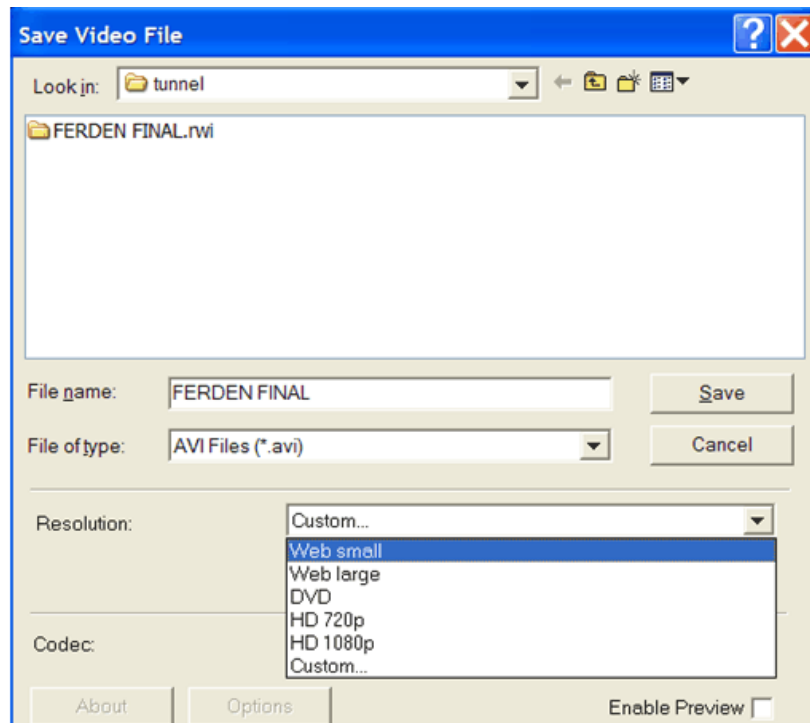 Save Video File
Look in: tunnel
FERDEN FINAL.rwi
File name: FERDEN FINAL Save
File of type: AVI Files (*.avi) Cancel
Resolution: Custom...
Web small
Web large
DVD
HD 720p
HD 1080p
Codec: Custom...
About Options Enable Preview